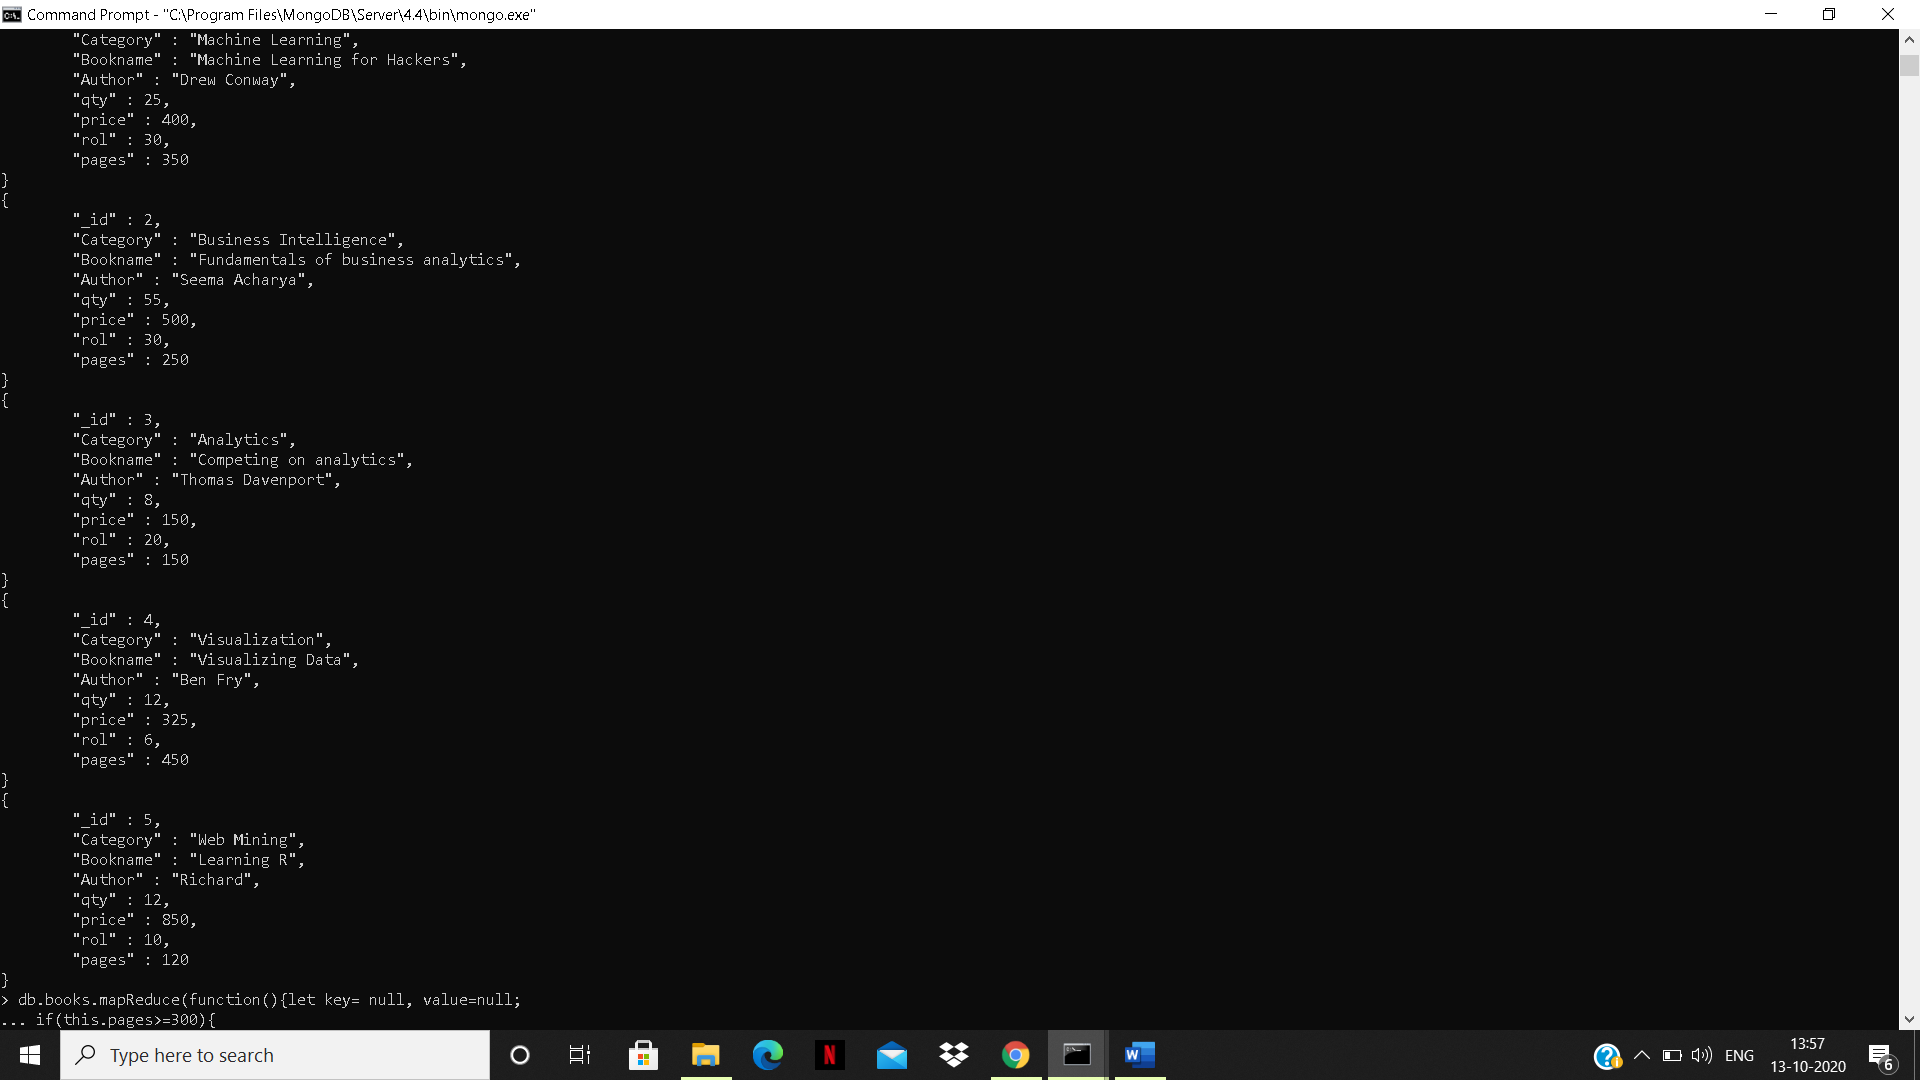 Command Prompt - "C:\Program Files\MongoDB\Server\4.4\bin\mongo.exe"
"Category" : "Machine Learning",
"Bookname" : "Machine Learning for Hackers",
"Author" : "Drew Conway",
"qty" : 25,
"price" : 400,
"rol" : 30,
"pages" : 350
}
{
"_id" : 2,
"Category" : "Business Intelligence",
"Bookname" : "Fundamentals of business analytics",
"Author" : "Seema Acharya",
"qty" : 55,
"price" : 500,
"rol" : 30,
"pages" : 250
}
{
"_id" : 3,
"Category" : "Analytics",
"Bookname" : "Competing on analytics",
"Author" : "Thomas Davenport",
"qty" : 8,
"price" : 150,
"rol" : 20,
"pages" : 150
}
{
"_id" : 4,
"Category" : "Visualization",
"Bookname" : "Visualizing Data",
"Author" : "Ben Fry",
"qty" : 12,
"price" : 325,
"rol" : 6,
"pages" : 450
}
{
"_id" : 5,
"Category" : "Web Mining",
"Bookname" : "Learning R",
"Author" : "Richard",
"qty" : 12,
"price" : 850,
"rol" : 10,
"pages" : 120
}
> db.books.mapReduce(function(){let key= null, value=null;
... if(this.pages>=300){
Type here to search
N
W
ENG
13:57
13-10-2020
6